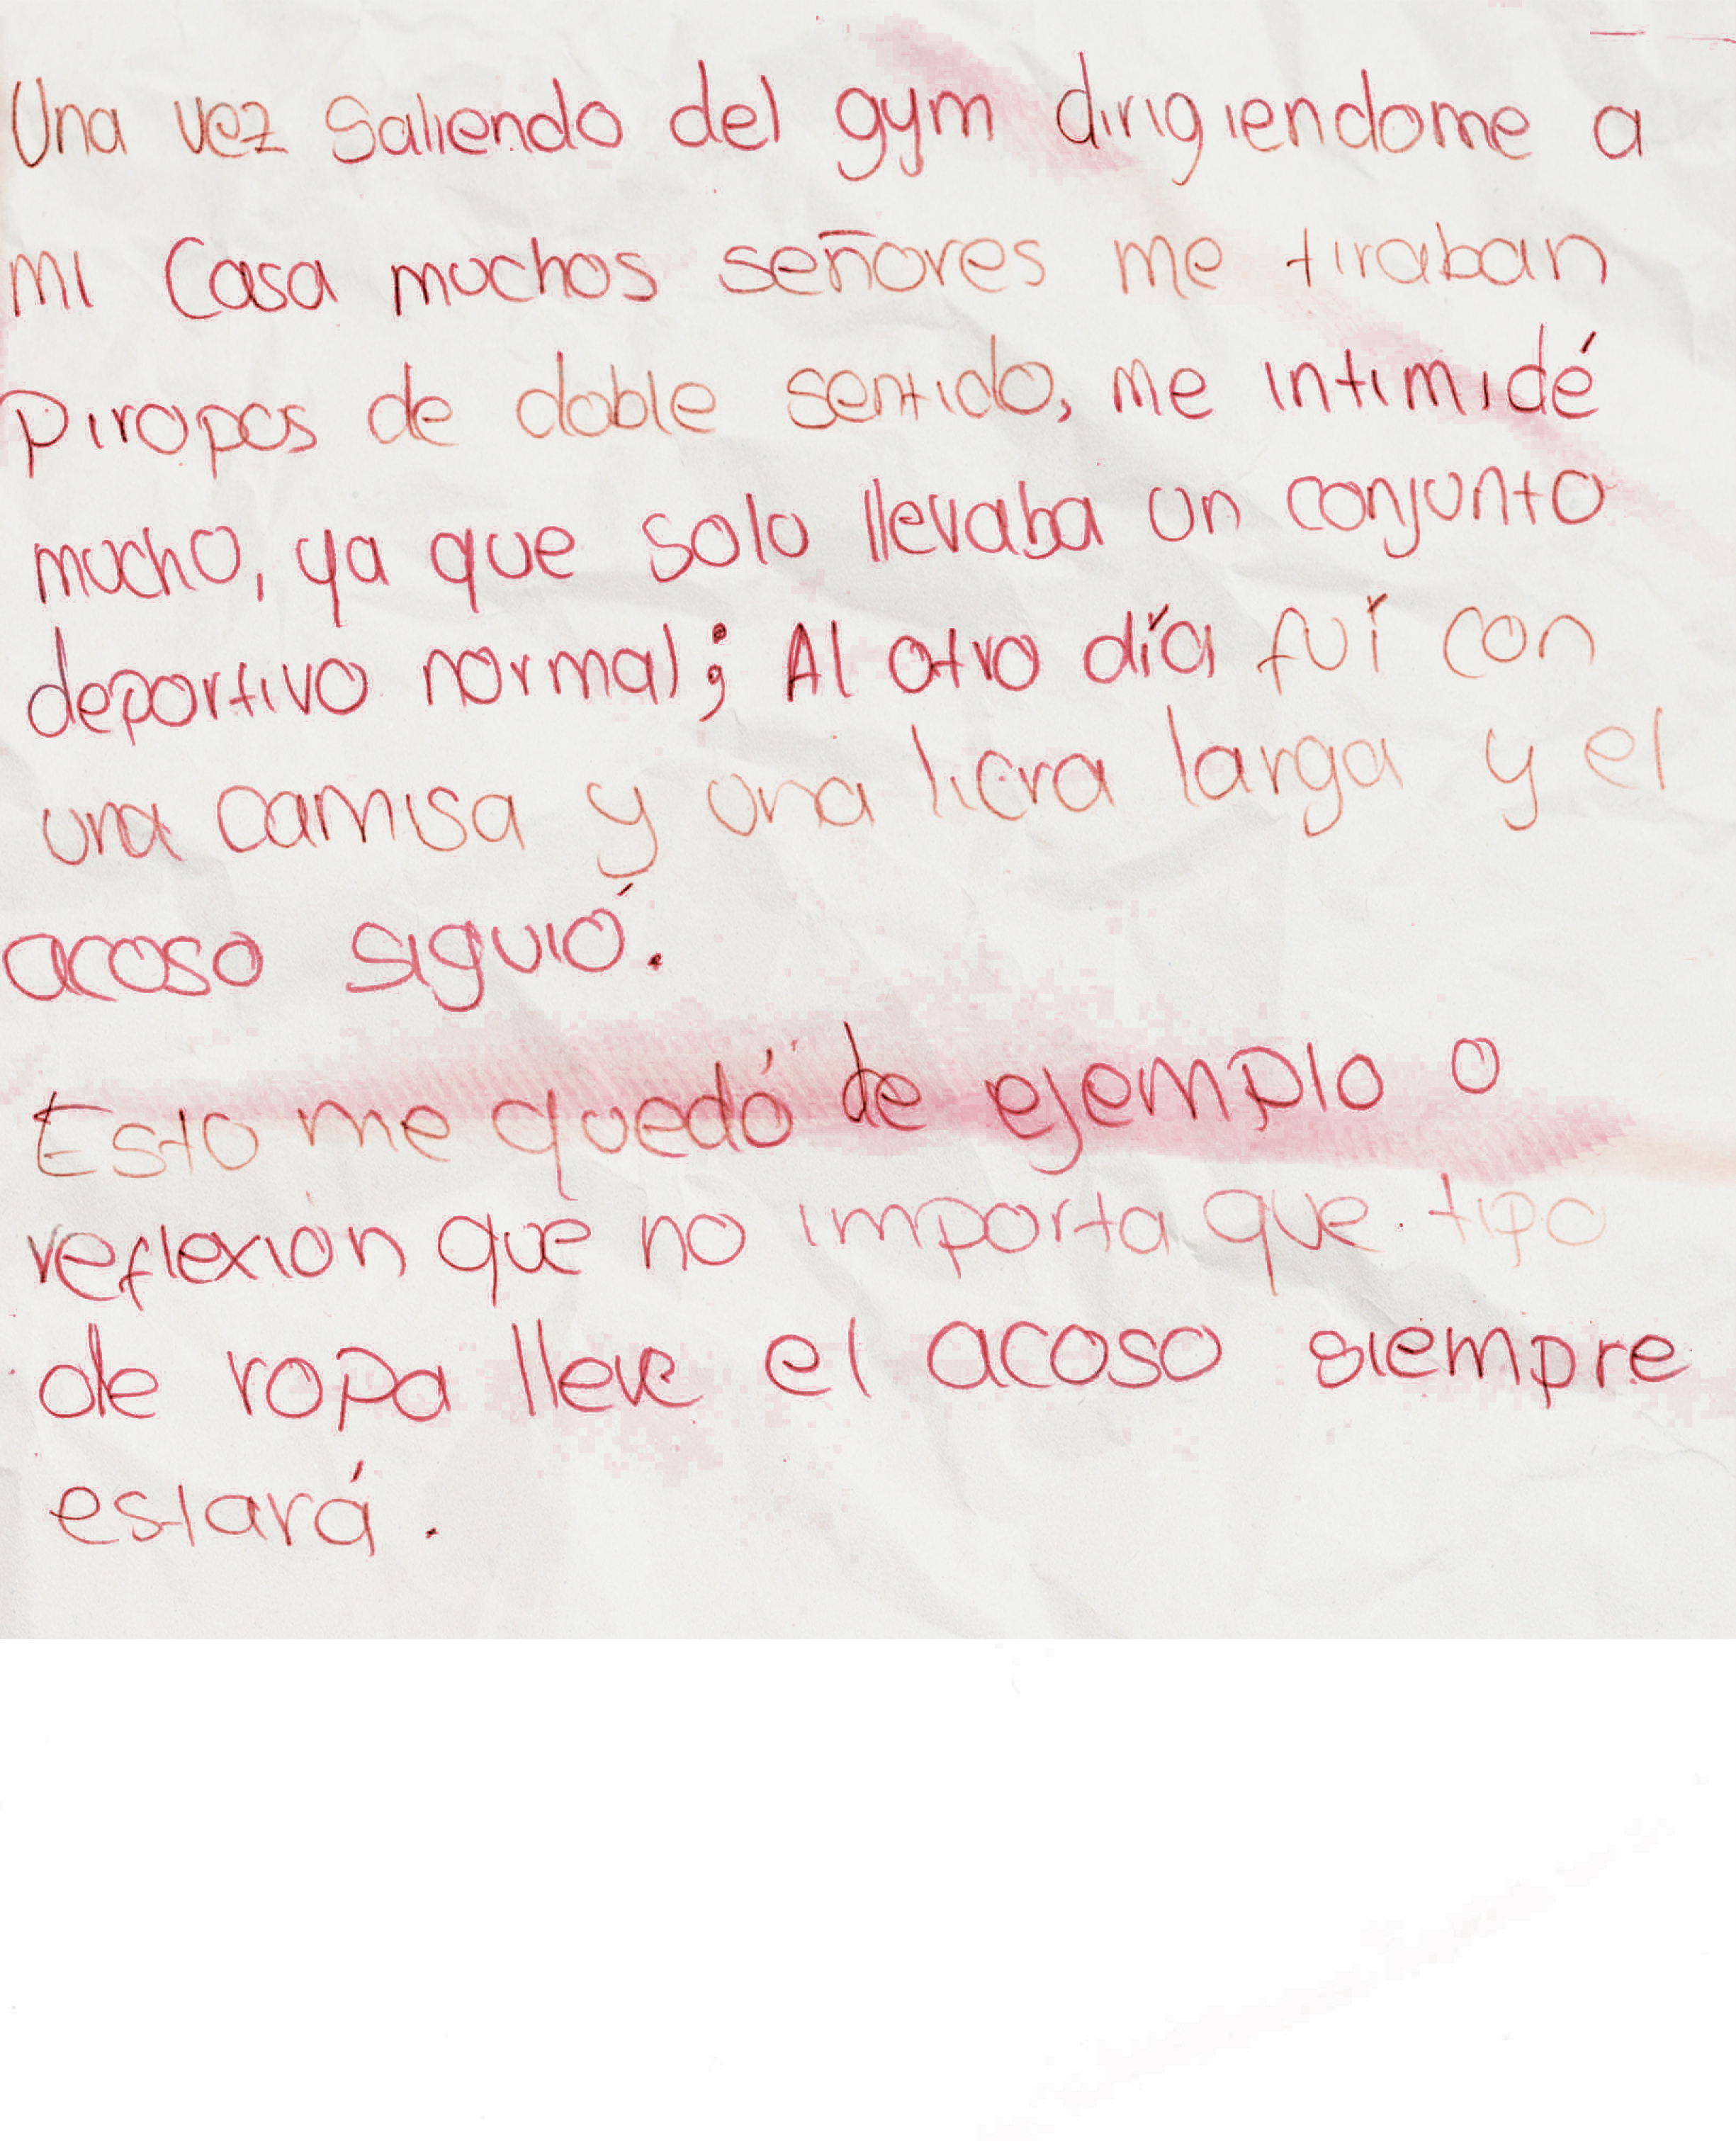 Una vez Saliendo del gym dirigiendome a
mi Casa muchos señores me tiraban
Piropos de doble sentido, me intimidé
mucho, ya que solo llevaba un conjunto
deportivo normal; Al otro día fuí con
una camisa y una licra larga y el
acoso siguió.
Esto me quedó de ejemplo o
reflexión que no importa que tipo
de ropa lleve el acoso siempre
estará.